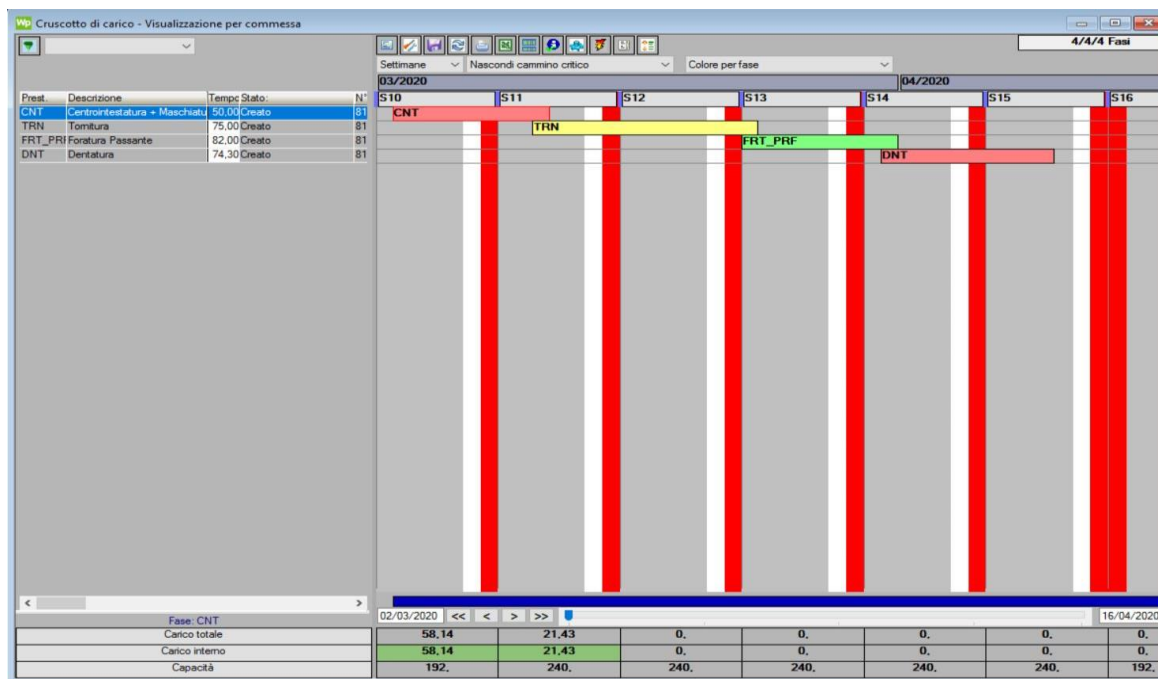 Wp Cruscotto di carico - Visualizzazione per commessa
4/4/4 Fasi
Settimane Nascondi cammino critico Colore per fase
03/2020 04/2020
Prest. Descrizione Tempo Stato: N° S10 S11 S12 S13 S14 S15 S16
CNT Centrointestatura + Maschiatu 50,00 Creato 81 CNT
TRN Tornitura 75,00 Creato 81 TRN
FRT_PRF Foratura Passante 82,00 Creato 81 FRT_PRF
DNT Dentatura 74,30 Creato 81 DNT
< >
02/03/2020 << < > >> 16/04/2020
Fase: CNT
Carico totale 58,14 21,43 0, 0, 0, 0, 0,
Carico interno 58,14 21,43 0, 0, 0, 0, 0,
Capacità 192, 240, 240, 240, 240, 240, 192,